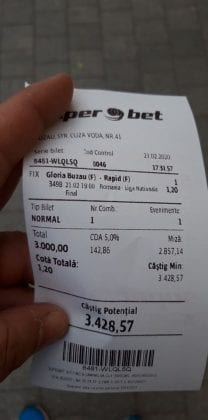 per bet
BUZAU, STR. CUZA VODA, NR.41
Serie bilet: Cod Control 21.02.2020
6481-WLQLSQ 0046 17:51:57
FIX Gloria Buzau (F) - Rapid (F) 1
3498 23.02 19:00 Romania - Liga Nationala 1,20
Final
Tip Bilet Nr.Comb. Evenimente
NORMAL 1 1
Total CDA 5,0% Miză
3.000,00 142,86 2.857,14
Cotă Totală: Câștig Min
1,20 3.428,57
Câștig Potențial
3.428,57
6481-WLQLSQ